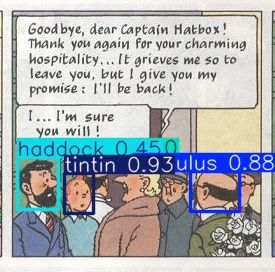 Goodbye, dear Captain Hatbox!
Thank you again for your charming
hospitality... It grieves me so to
leave you, but I give you my
promise: I'll be back!
I... I'm sure
you will!
haddock 0.45
tintin 0.93
ulus 0.88